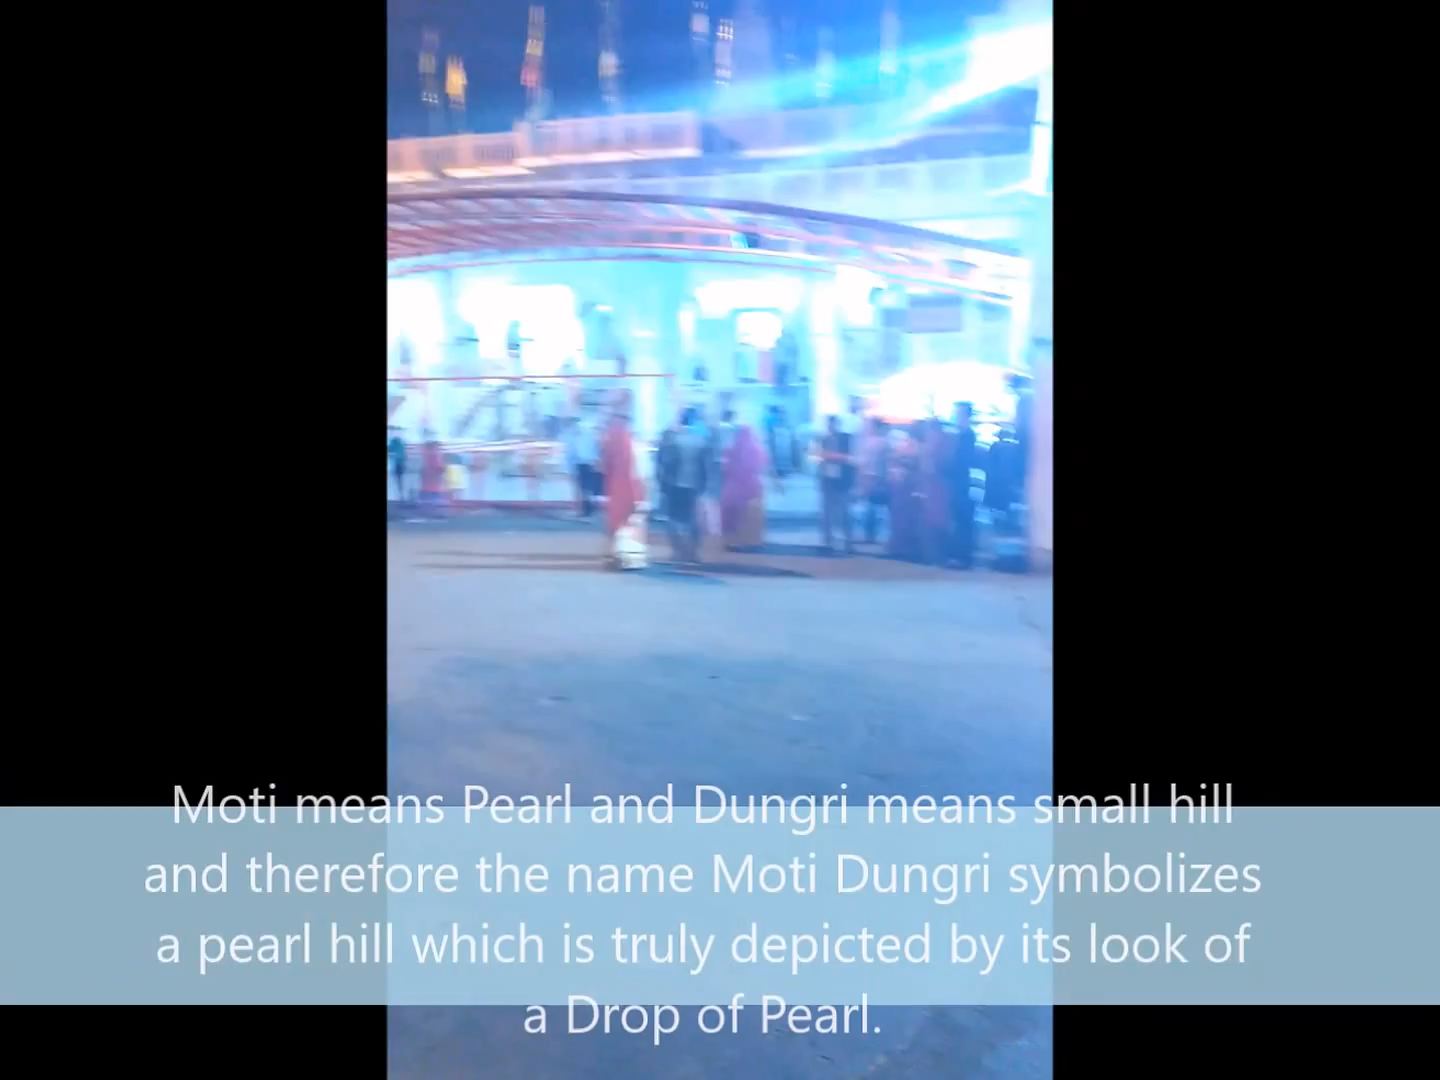 Moti means Pearl and Dungri means small hill
and therefore the name Moti Dungri symbolizes
a pearl hill which is truly depicted by its look of
a Drop of Pearl.